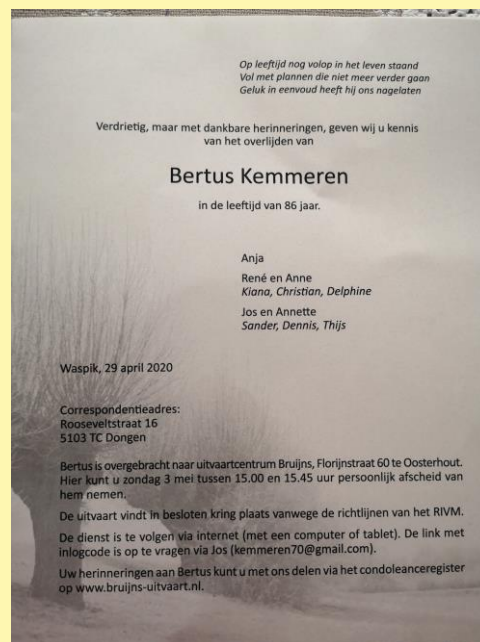 Op leeftijd nog volop in het leven staand
Vol met plannen die niet meer verder gaan
Geluk in eenvoud heeft hij ons nagelaten
Verdrietig, maar met dankbare herinneringen, geven wij u kennis
van het overlijden van
Bertus Kemmeren
in de leeftijd van 86 jaar.
Anja
René en Anne
Kiana, Christian, Delphine
Jos en Annette
Sander, Dennis, Thijs
Waspik, 29 april 2020
Correspondentieadres:
Rooseveltstraat 16
5103 TC Dongen
Bertus is overgebracht naar uitvaartcentrum Bruijns, Florijnstraat 60 te Oosterhout.
Hier kunt u zondag 3 mei tussen 15.00 en 15.45 uur persoonlijk afscheid van
hem nemen.
De uitvaart vindt in besloten kring plaats vanwege de richtlijnen van het RIVM.
De dienst is te volgen via internet (met een computer of tablet). De link met
inlogcode is op te vragen via Jos (kemmeren70@gmail.com).
Uw herinneringen aan Bertus kunt u met ons delen via het condoleanceregister
op www.bruijns-uitvaart.nl.